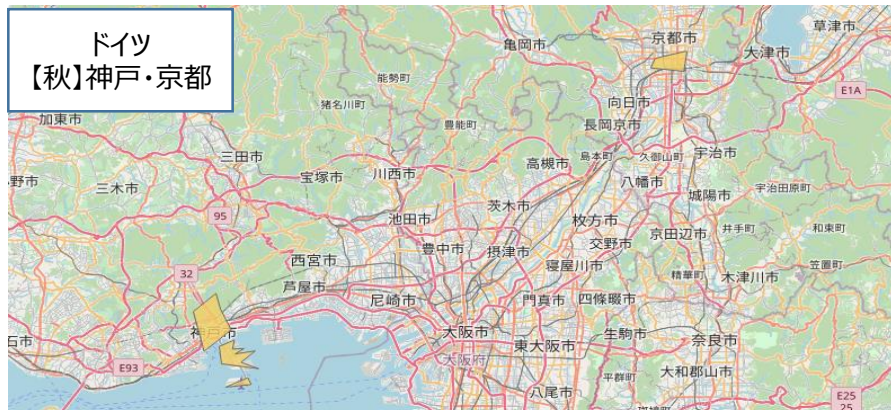 ドイツ
【秋】神戸・京都
亀岡市
京都市
大津市
草津市
能勢町
E1A
向日市
猪名川町
加東市
豊能町
長岡京市
三田市
島本町
久御山町
宇治市
高槻市
川西市
宝塚市
八幡市
宇治田原町
三木市
城陽市
茨木市
95
池田市
枚方市
井手町
和束町
京田辺市
豊中市
交野市
摂津市
西宮市
寝屋川市
笠置町
32
精華町
木津川市
芦屋市
尼崎市
門真市
四條畷市
神戸市
大阪市
生駒市
奈良市
石市
東大阪市
大阪府
E93
平群町
大和郡山市
八尾市
E25
25